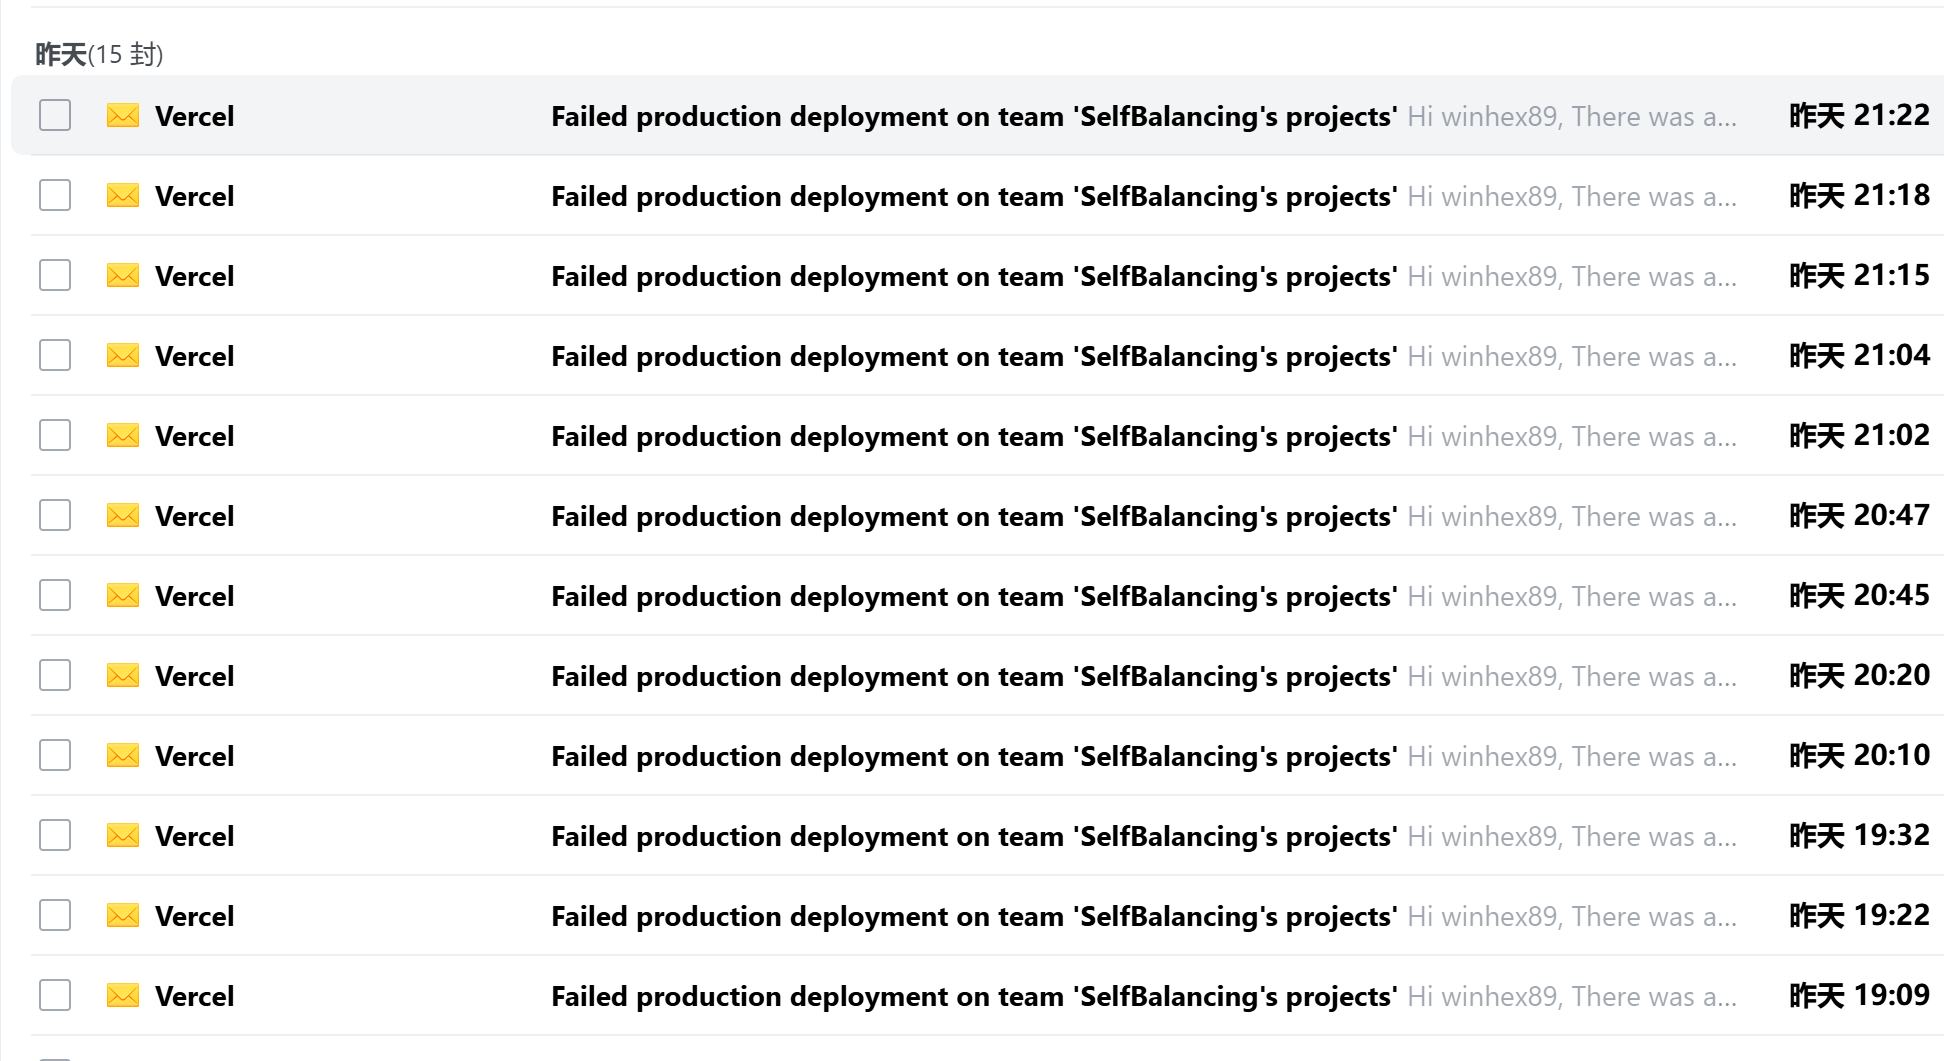 昨天(15 封)
Vercel Failed production deployment on team 'SelfBalancing's projects' Hi winhex89, There was a... 昨天 21:22
Vercel Failed production deployment on team 'SelfBalancing's projects' Hi winhex89, There was a... 昨天 21:18
Vercel Failed production deployment on team 'SelfBalancing's projects' Hi winhex89, There was a... 昨天 21:15
Vercel Failed production deployment on team 'SelfBalancing's projects' Hi winhex89, There was a... 昨天 21:04
Vercel Failed production deployment on team 'SelfBalancing's projects' Hi winhex89, There was a... 昨天 21:02
Vercel Failed production deployment on team 'SelfBalancing's projects' Hi winhex89, There was a... 昨天 20:47
Vercel Failed production deployment on team 'SelfBalancing's projects' Hi winhex89, There was a... 昨天 20:45
Vercel Failed production deployment on team 'SelfBalancing's projects' Hi winhex89, There was a... 昨天 20:20
Vercel Failed production deployment on team 'SelfBalancing's projects' Hi winhex89, There was a... 昨天 20:10
Vercel Failed production deployment on team 'SelfBalancing's projects' Hi winhex89, There was a... 昨天 19:32
Vercel Failed production deployment on team 'SelfBalancing's projects' Hi winhex89, There was a... 昨天 19:22
Vercel Failed production deployment on team 'SelfBalancing's projects' Hi winhex89, There was a... 昨天 19:09